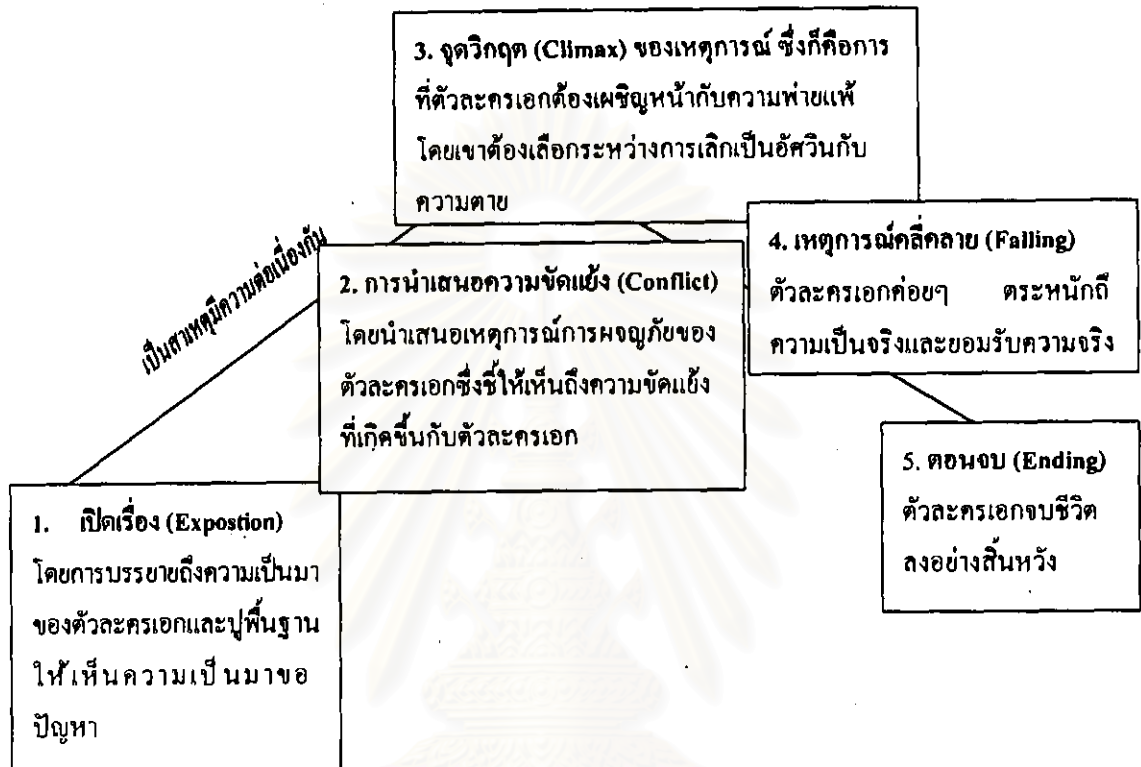 3. จุดวิกฤต (Climax) ของเหตุการณ์ ซึ่งก็คือการ
ที่ตัวละครเอกต้องเผชิญหน้ากับความพ่ายแพ้
โดยเขาต้องเลือกระหว่างการเลิกเป็นอัศวินกับ
ความตาย
เป็นสาเหตุมีความต่อเนื่องกัน
2. การนำเสนอความขัดแย้ง (Conflict)
โดยนำเสนอเหตุการณ์การผจญภัยของ
ตัวละครเอกซึ่งชี้ให้เห็นถึงความขัดแย้ง
ที่เกิดขึ้นกับตัวละครเอก
4. เหตุการณ์คลี่คลาย (Falling)
ตัวละครเอกค่อยๆ ตระหนักถึ
ความเป็นจริงและยอมรับความจริง
5. ตอนจบ (Ending)
ตัวละครเอกจบชีวิต
ลงอย่างสิ้นหวัง
1. เปิดเรื่อง (Expostion)
โดยการบรรยายถึงความเป็นมา
ของตัวละครเอกและปูพื้นฐาน
ให้เห็นความเป็นมาขอ
ปัญหา